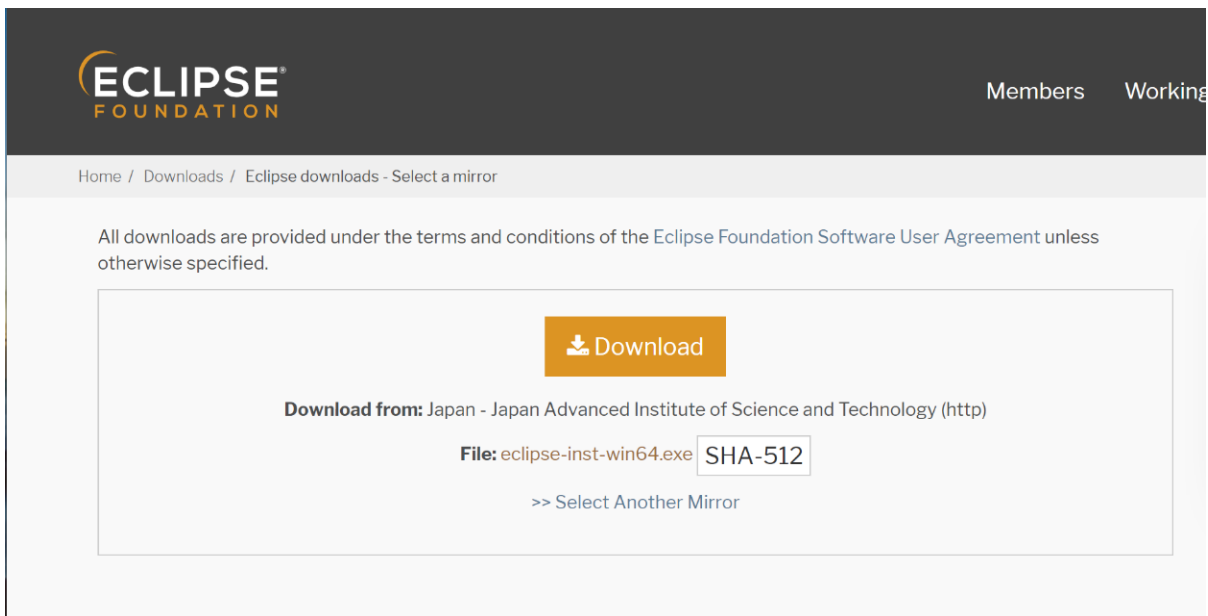 ECLIPSE®
FOUNDATION
Members Working
Home / Downloads / Eclipse downloads - Select a mirror
All downloads are provided under the terms and conditions of the Eclipse Foundation Software User Agreement unless
otherwise specified.
Download
Download from: Japan - Japan Advanced Institute of Science and Technology (http)
File: eclipse-inst-win64.exe SHA-512
>> Select Another Mirror